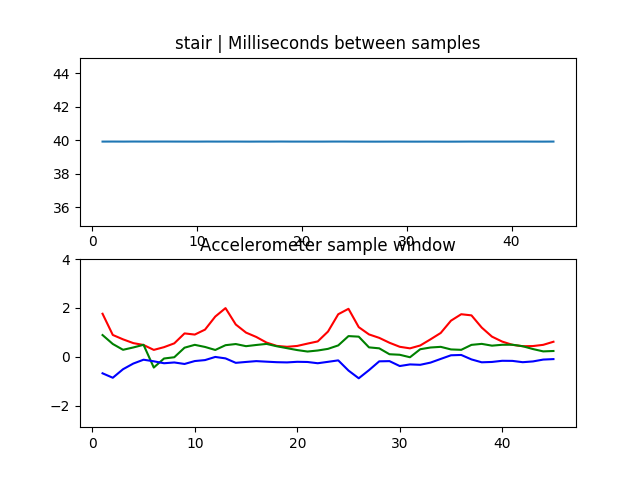 stair | Milliseconds between samples
44
42
40
38
36
0 10 20 30 40
Accelerometer sample window
4
2
0
−2
0 10 20 30 40